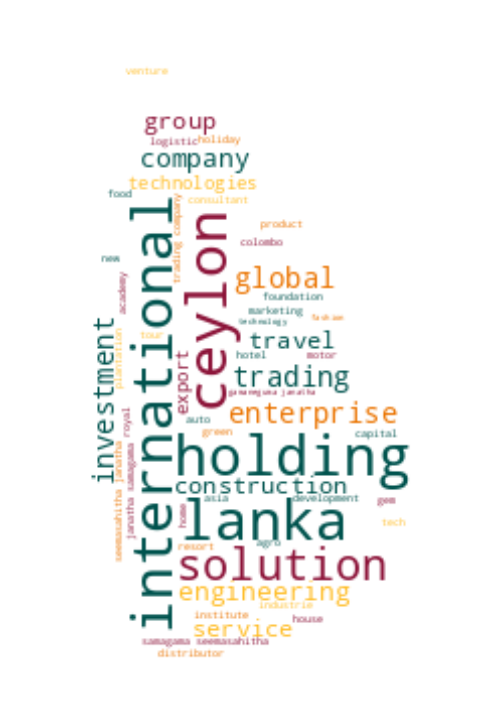 venture
group
logistic
holiday
company
technologies
food
consultant
international
trading company
ceylon
product
colombo
new
academy
global
foundation
marketing
fashion
technology
investment
plantation
tour
travel
hotel
motor
export
trading
gamareguna janatha
enterprise
auto
green
capital
royal
janatha samagama
seemasahitha janatha
holding
construction
asia
development
gem
home
lanka
tech
agro
resort
solution
engineering
industrie
institute
house
service
samagama seemasahitha
distributor